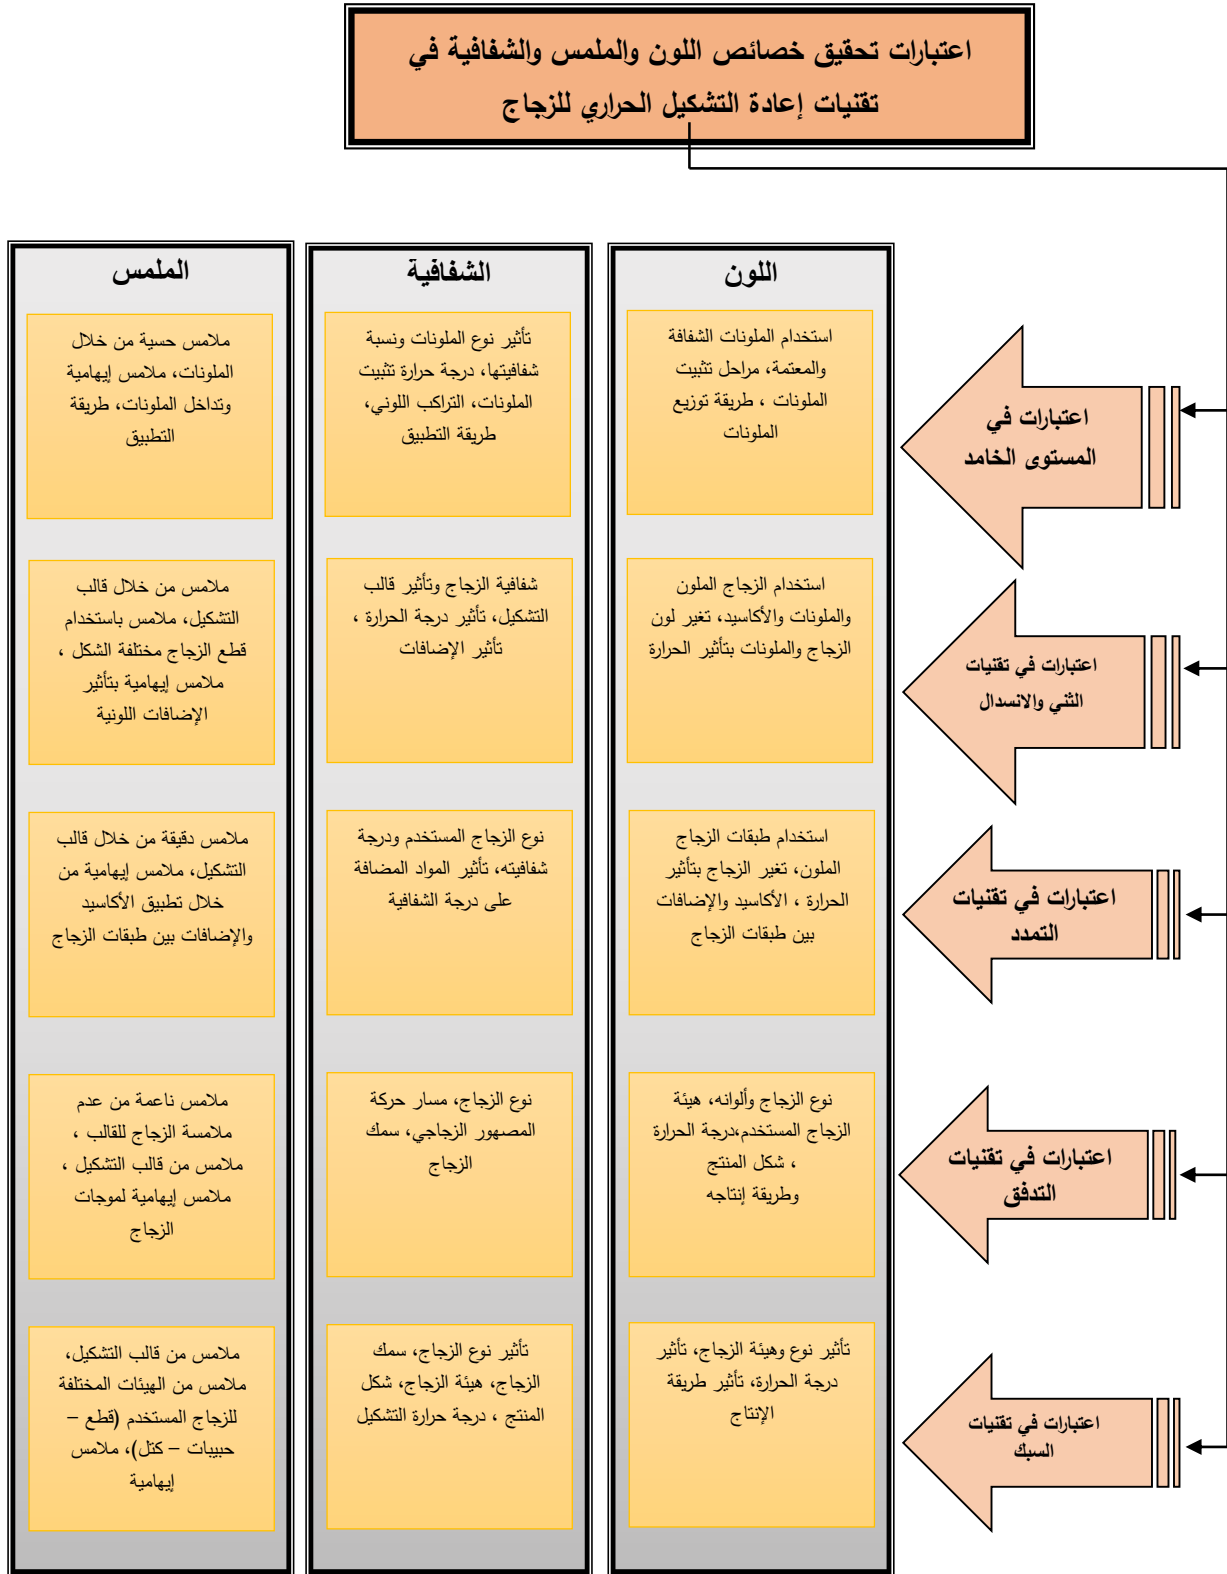 اعتبارات تحقيق خصائص اللون والملمس والشفافية في
تقنيات إعادة التشكيل الحراري للزجاج
اللون
الشفافية
الملمس
اعتبارات في
المستوى الخامد
استخدام الملونات الشفافة
والمعتمة، مراحل تثبيت
الملونات ، طريقة توزيع
الملونات
تأثير نوع الملونات ونسبة
شفافيتها، درجة حرارة تثبيت
الملونات، التراكب اللوني،
طريقة التطبيق
ملامس حسية من خلال
الملونات، ملامس إيهامية
وتداخل الملونات، طريقة
التطبيق
اعتبارات في تقنيات
الثني والانسدال
استخدام الزجاج الملون
والملونات والأكاسيد، تغير لون
الزجاج والملونات بتأثير الحرارة
شفافية الزجاج وتأثير قالب
التشكيل، تأثير درجة الحرارة ،
تأثير الإضافات
ملامس من خلال قالب
التشكيل، ملامس باستخدام
قطع الزجاج مختلفة الشكل ،
ملامس إيهامية بتأثير
الإضافات اللونية
اعتبارات في تقنيات
التمدد
استخدام طبقات الزجاج
الملون، تغير الزجاج بتأثير
الحرارة ، الأكاسيد والإضافات
بين طبقات الزجاج
نوع الزجاج المستخدم ودرجة
شفافيته، تأثير المواد المضافة
على درجة الشفافية
ملامس دقيقة من خلال قالب
التشكيل، ملامس إيهامية من
خلال تطبيق الأكاسيد
والإضافات بين طبقات الزجاج
اعتبارات في تقنيات
التدفق
نوع الزجاج وألوانه، هيئة
الزجاج المستخدم،درجة الحرارة
، شكل المنتج
وطريقة إنتاجه
نوع الزجاج، مسار حركة
المصهور الزجاجي، سمك
الزجاج
ملامس ناعمة من عدم
ملامسة الزجاج للقالب ،
ملامس من قالب التشكيل ،
ملامس إيهامية لموجات
الزجاج
اعتبارات في تقنيات
السبك
تأثير نوع وهيئة الزجاج، تأثير
درجة الحرارة، تأثير طريقة
الإنتاج
تأثير نوع الزجاج، سمك
الزجاج، هيئة الزجاج، شكل
المنتج ، درجة حرارة التشكيل
ملامس من قالب التشكيل،
ملامس من الهيئات المختلفة
للزجاج المستخدم (قطع –
حبيبات – كتل)، ملامس
إيهامية